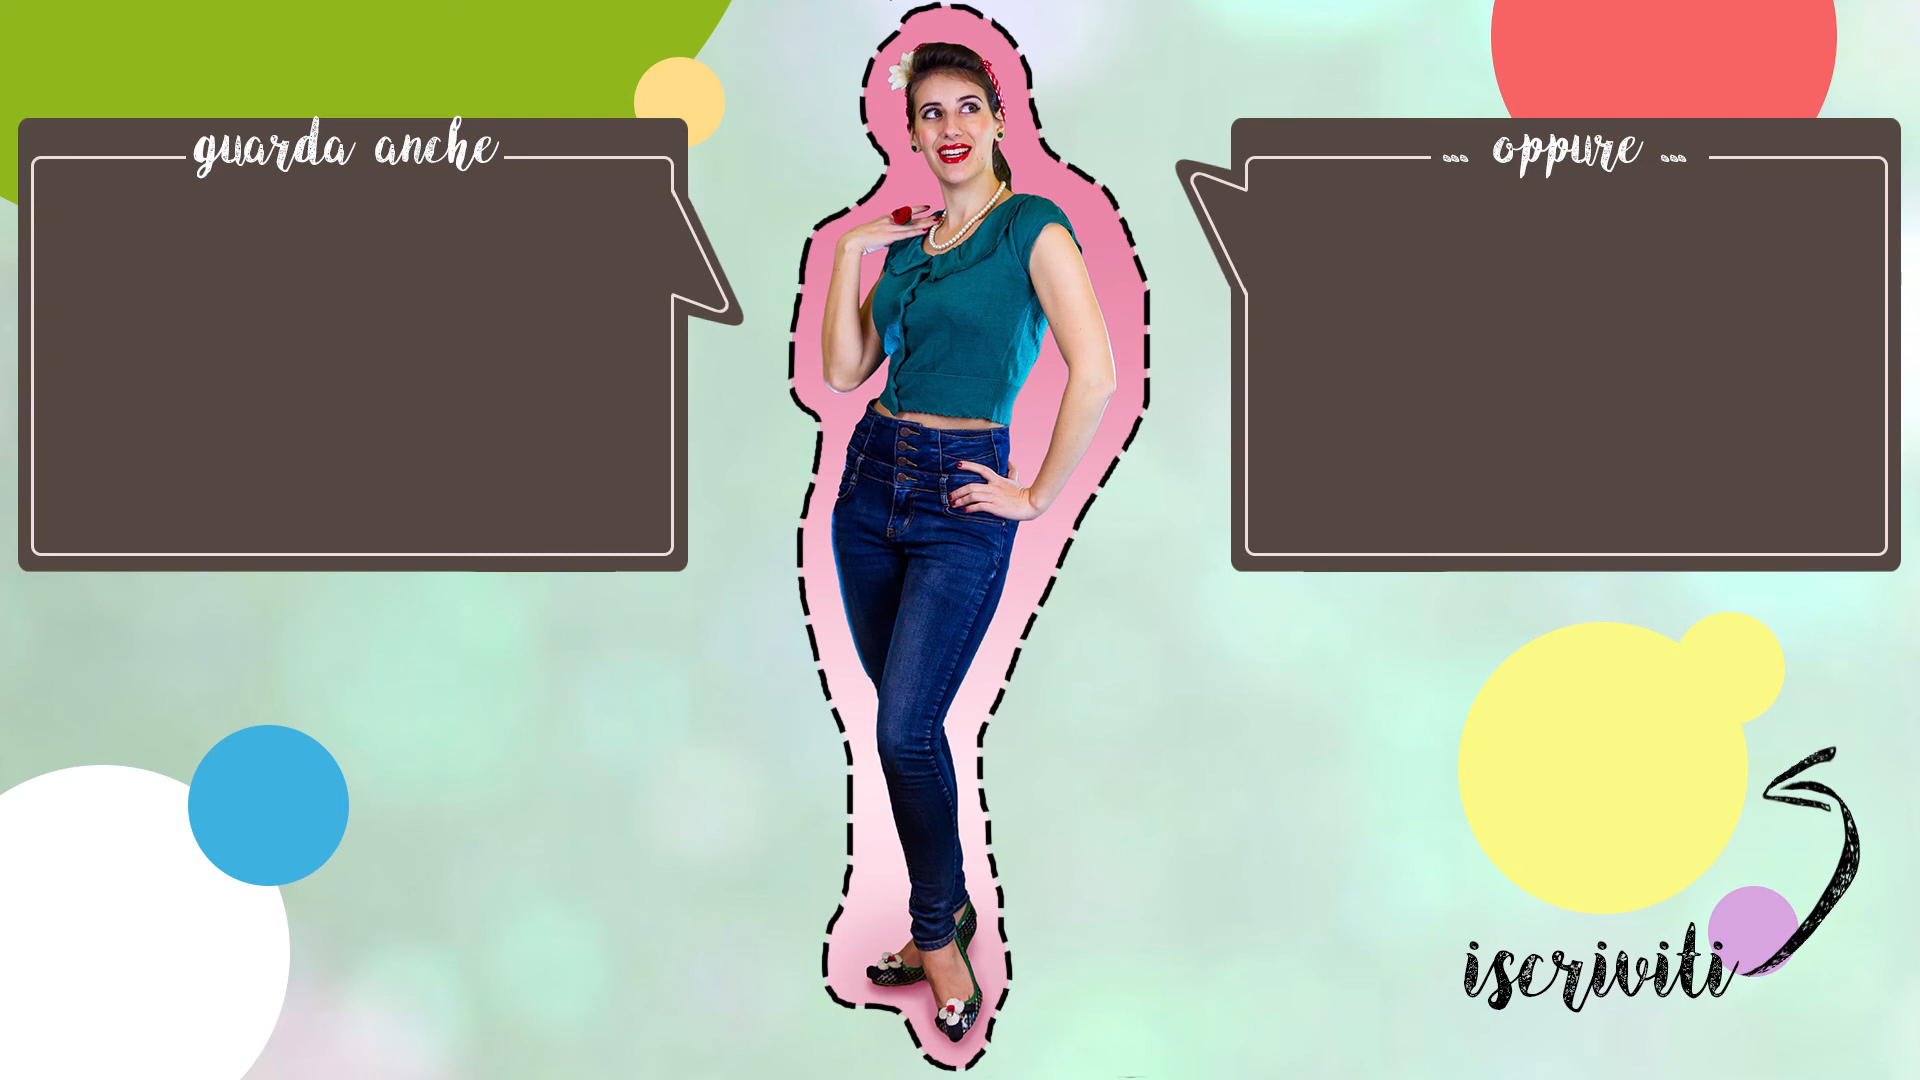 guarda anche
... oppure ...
iscriviti